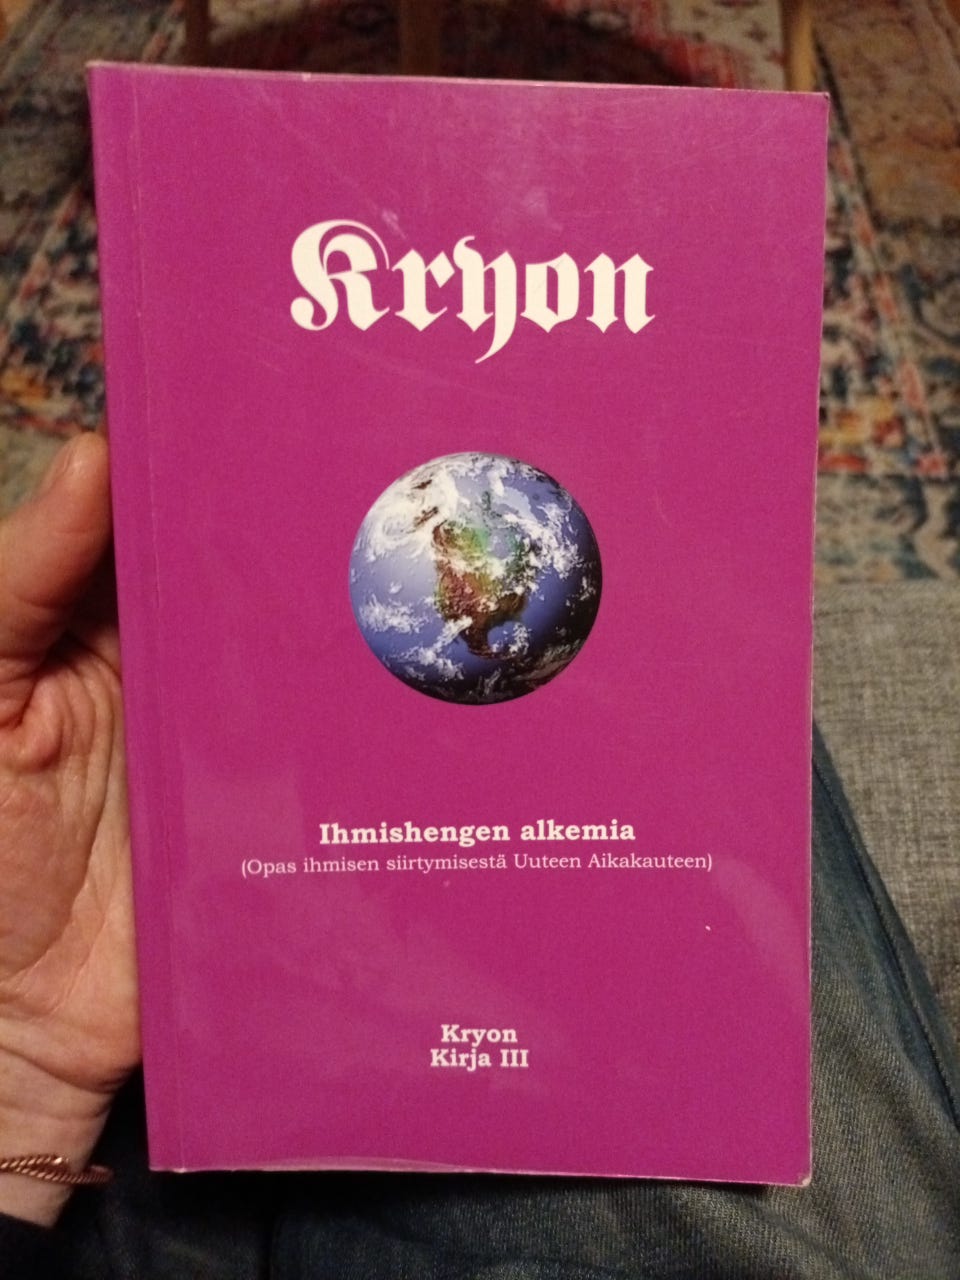 Kryon
Ihmishengen alkemia
(Opas ihmisen siirtymisestä Uuteen Aikakauteen)
Kryon
Kirja III